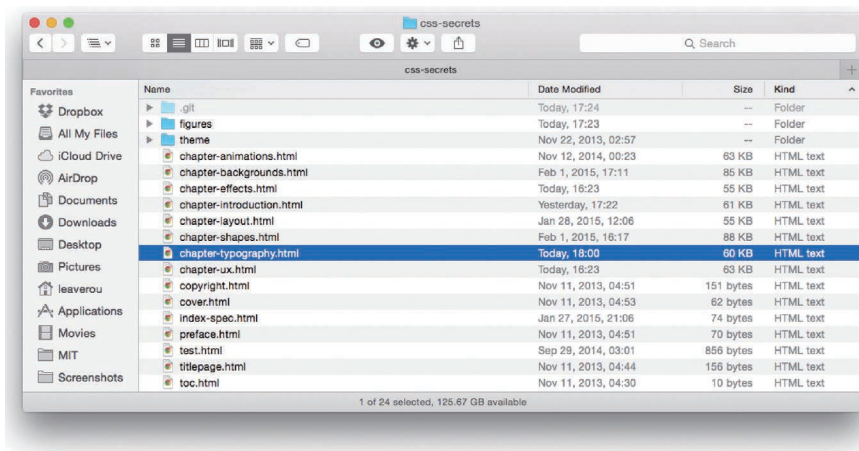 css-secrets
Search
css-secrets
Favorites
Dropbox
All My Files
iCloud Drive
AirDrop
Documents
Downloads
Desktop
Pictures
leaverou
Applications
Movies
MIT
Screenshots
Name Date Modified Size Kind
.git Today, 17:24 -- Folder
figures Today, 17:23 -- Folder
theme Nov 22, 2013, 02:57 -- Folder
chapter-animations.html Nov 12, 2014, 00:23 63 KB HTML text
chapter-backgrounds.html Feb 1, 2015, 17:11 85 KB HTML text
chapter-effects.html Today, 16:23 55 KB HTML text
chapter-introduction.html Yesterday, 17:22 61 KB HTML text
chapter-layout.html Jan 28, 2015, 12:06 55 KB HTML text
chapter-shapes.html Feb 1, 2015, 16:17 88 KB HTML text
chapter-typography.html Today, 18:00 60 KB HTML text
chapter-ux.html Today, 16:23 63 KB HTML text
copyright.html Nov 11, 2013, 04:51 151 bytes HTML text
cover.html Nov 11, 2013, 04:53 62 bytes HTML text
index-spec.html Jan 27, 2015, 21:06 74 bytes HTML text
preface.html Nov 11, 2013, 04:51 70 bytes HTML text
test.html Sep 29, 2014, 03:01 856 bytes HTML text
titlepage.html Nov 11, 2013, 04:44 156 bytes HTML text
toc.html Nov 11, 2013, 04:30 10 bytes HTML text
1 of 24 selected, 125.67 GB available